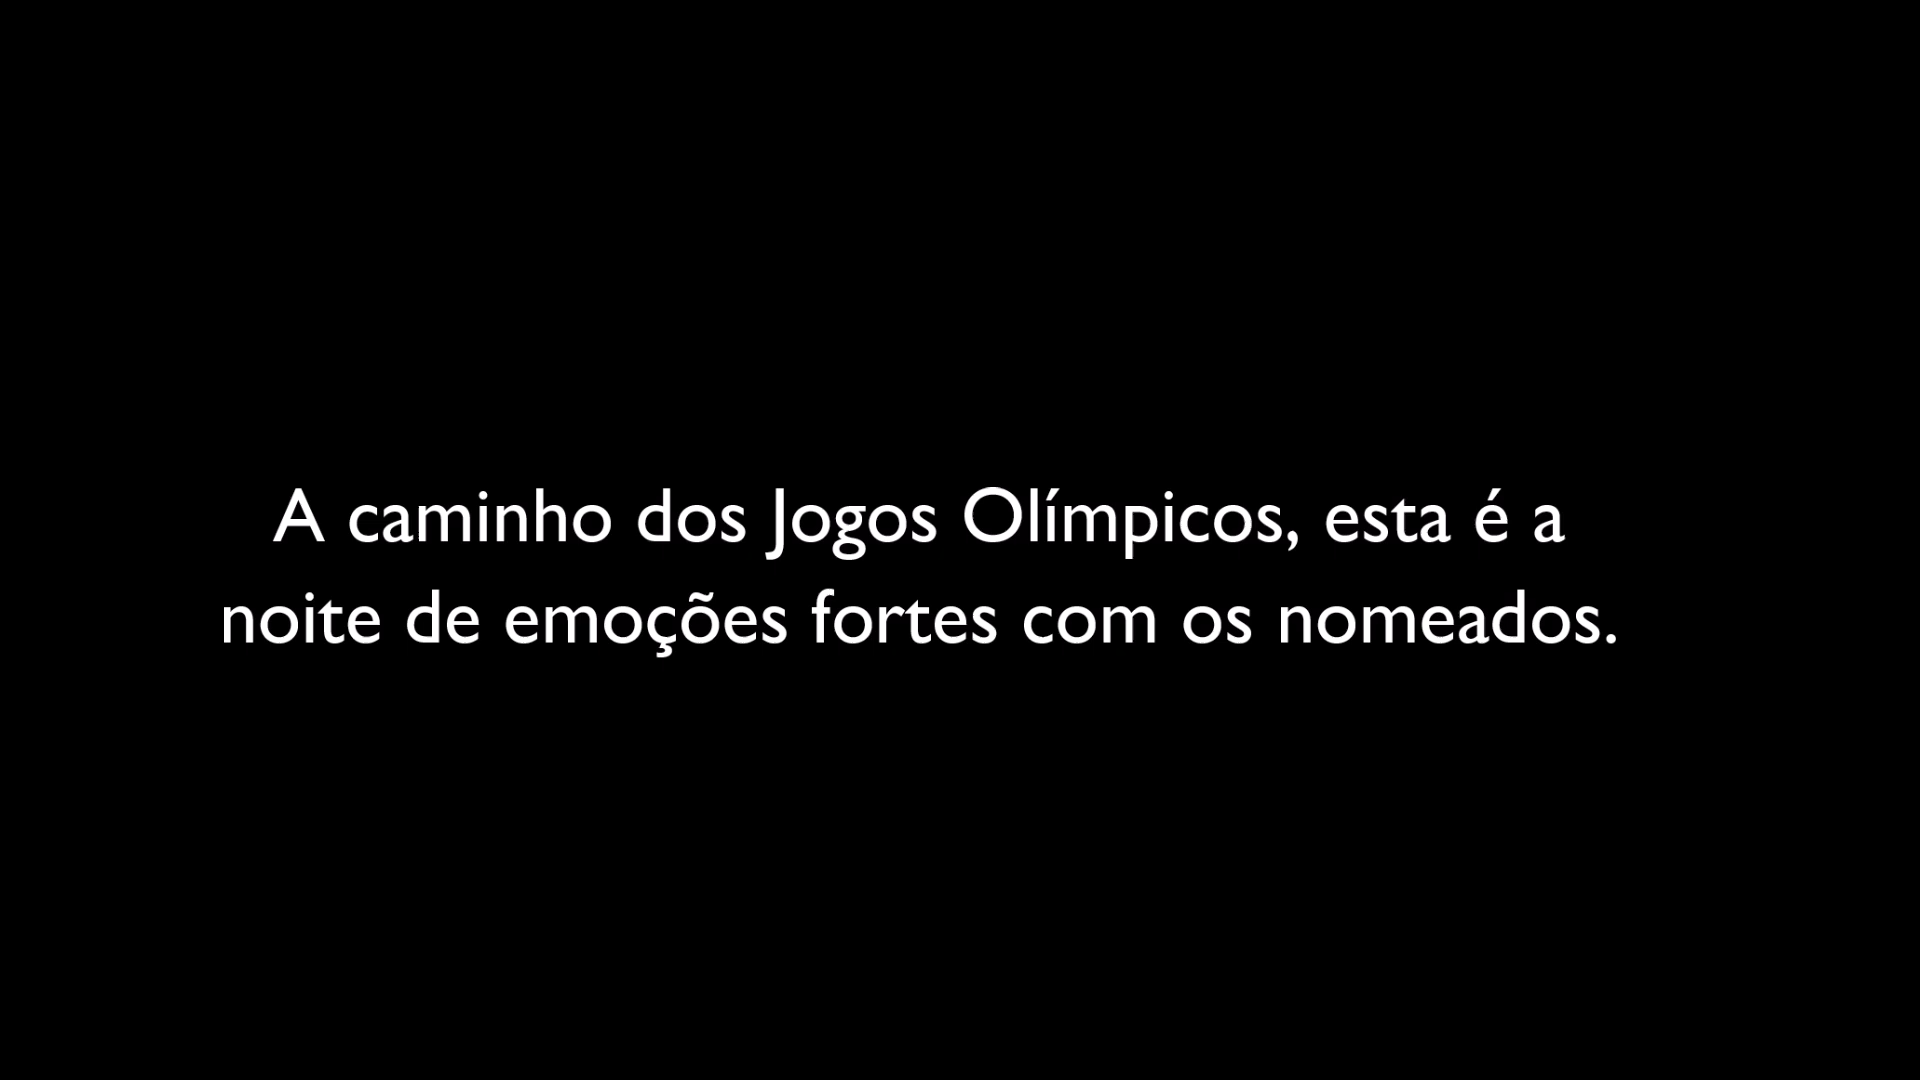 A caminho dos Jogos Olímpicos, esta é a
noite de emoções fortes com os nomeados.